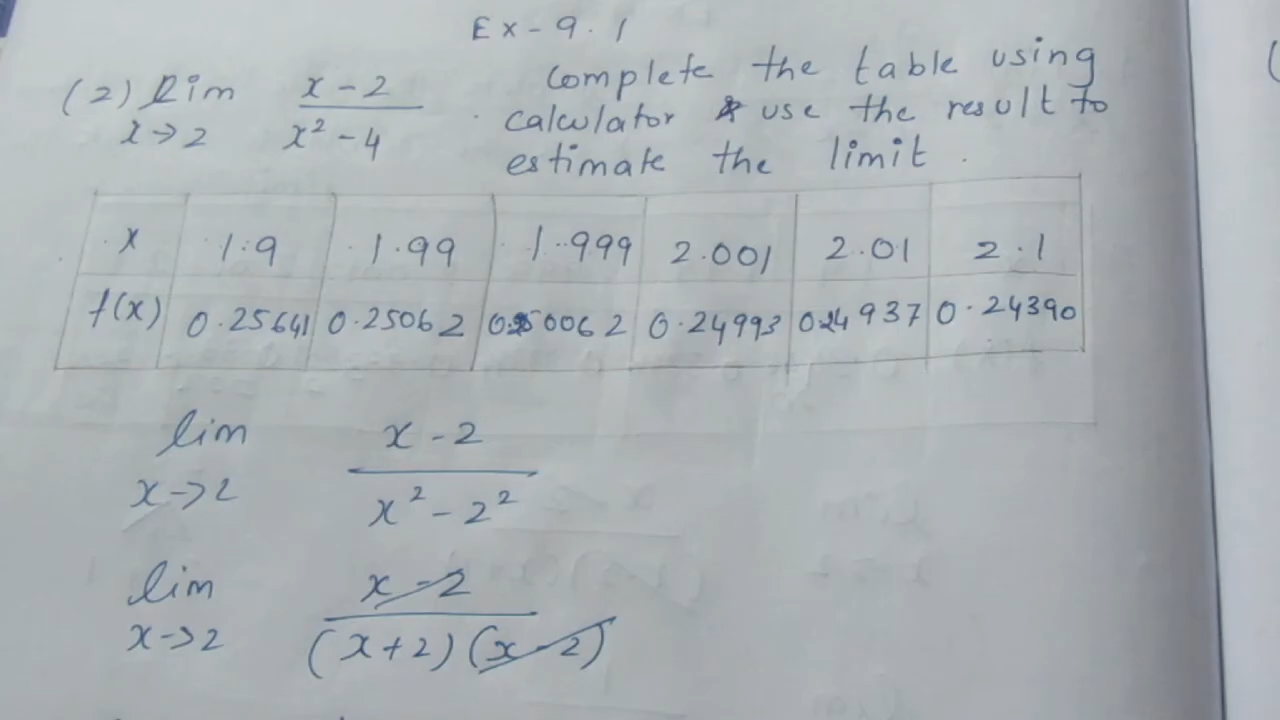 Ex - 9.1
(2) lim x→2 x-2 / x²-4
Complete the table using
calculator & use the result to
estimate the limit.
x 1.9 1.99 1.999 2.001 2.01 2.1
f(x) 0.25641 0.25062 0.250062 0.24993 0.24937 0.24390
lim x→2 x-2 / x²-2²
lim x→2 x-2 / (x+2)(x-2)